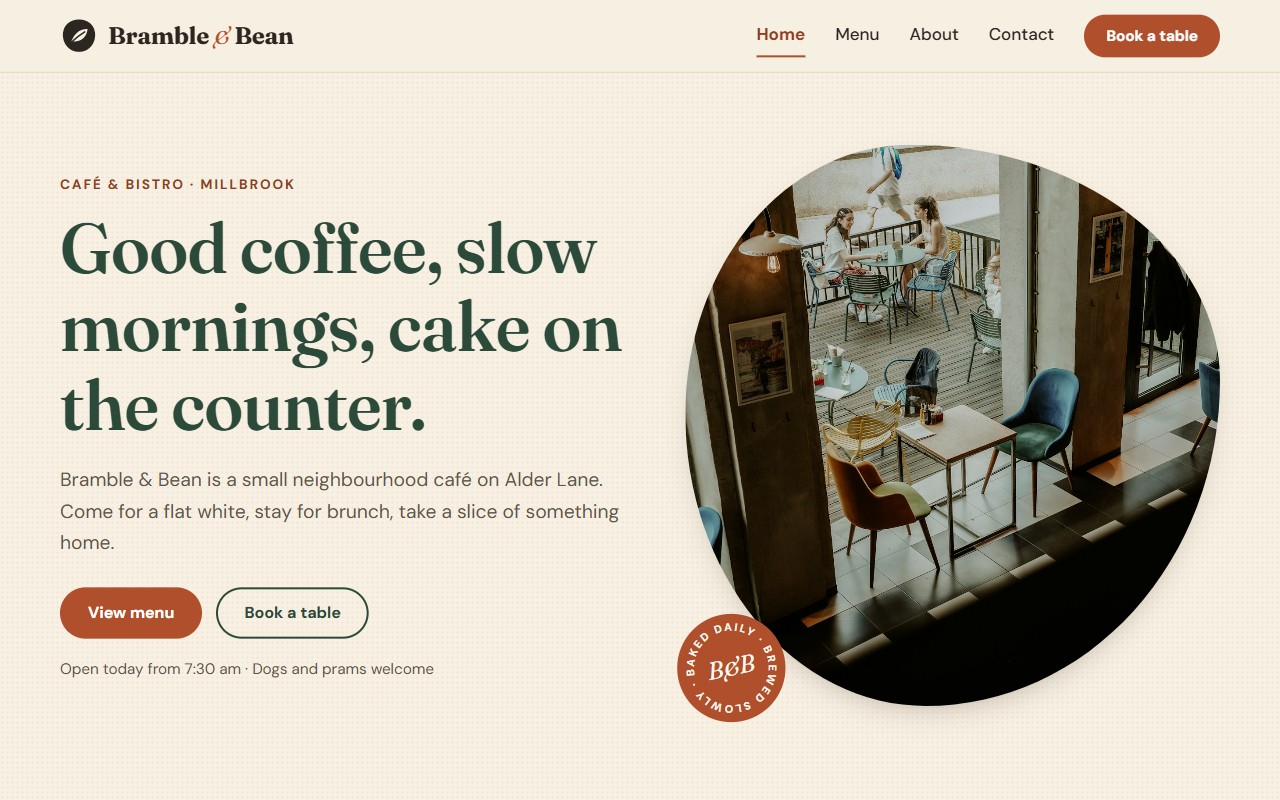 Bramble & Bean
Home
Menu
About
Contact
Book a table
CAFÉ & BISTRO · MILLBROOK
Good coffee, slow
mornings, cake on
the counter.
Bramble & Bean is a small neighbourhood café on Alder Lane.
Come for a flat white, stay for brunch, take a slice of something
home.
View menu
Book a table
Open today from 7:30 am · Dogs and prams welcome
BAKED DAILY · BREWED SLOWLY ·
B&B